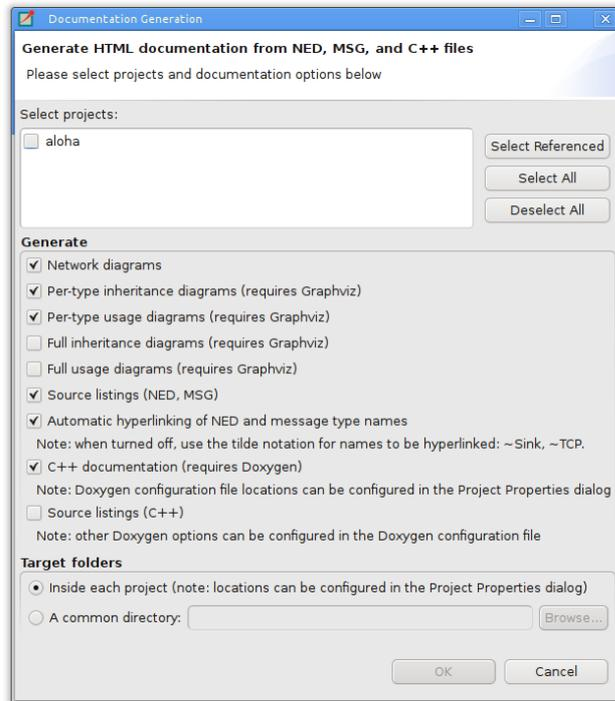 Documentation Generation
Generate HTML documentation from NED, MSG, and C++ files
Please select projects and documentation options below
Select projects:
aloha
Select Referenced
Select All
Deselect All
Generate
Network diagrams
Per-type inheritance diagrams (requires Graphviz)
Per-type usage diagrams (requires Graphviz)
Full inheritance diagrams (requires Graphviz)
Full usage diagrams (requires Graphviz)
Source listings (NED, MSG)
Automatic hyperlinking of NED and message type names
Note: when turned off, use the tilde notation for names to be hyperlinked: ~Sink, ~TCP.
C++ documentation (requires Doxygen)
Note: Doxygen configuration file locations can be configured in the Project Properties dialog
Source listings (C++)
Note: other Doxygen options can be configured in the Doxygen configuration file
Target folders
Inside each project (note: locations can be configured in the Project Properties dialog)
A common directory:
Browse...
OK
Cancel